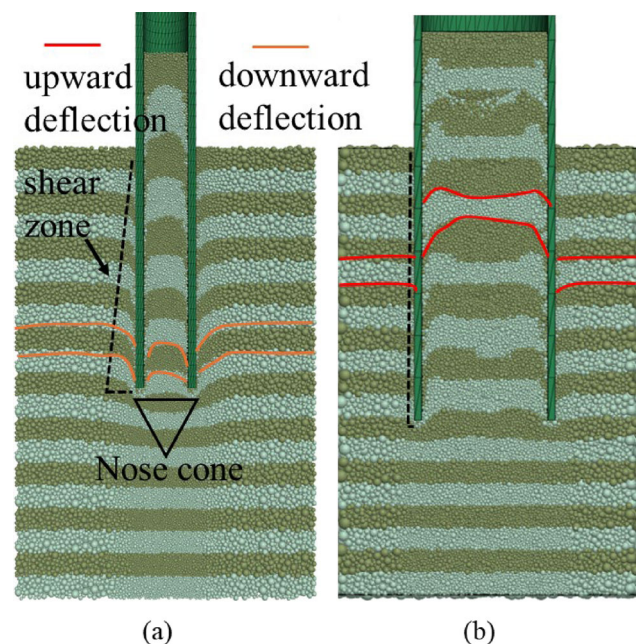 upward
deflection
downward
deflection
shear
zone
Nose cone
(a)
(b)